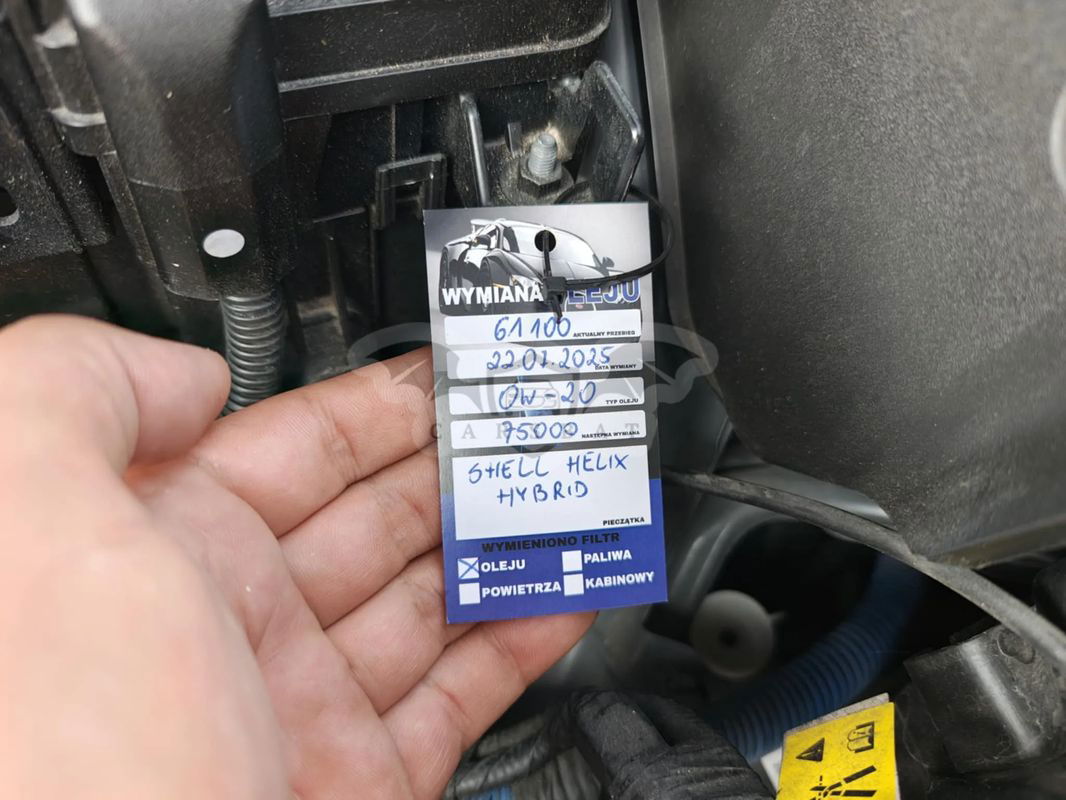 WYMIANA OLEJU
61100 AKTUALNY PRZEBIEG
22.07.2025 DATA WYMIANY
0W-20 TYP OLEJU
75000 NASTĘPNA WYMIANA
SHELL HELIX
HYBRID
PIECZĄTKA
WYMIENIONO FILTR
OLEJU PALIWA
POWIETRZA KABINOWY